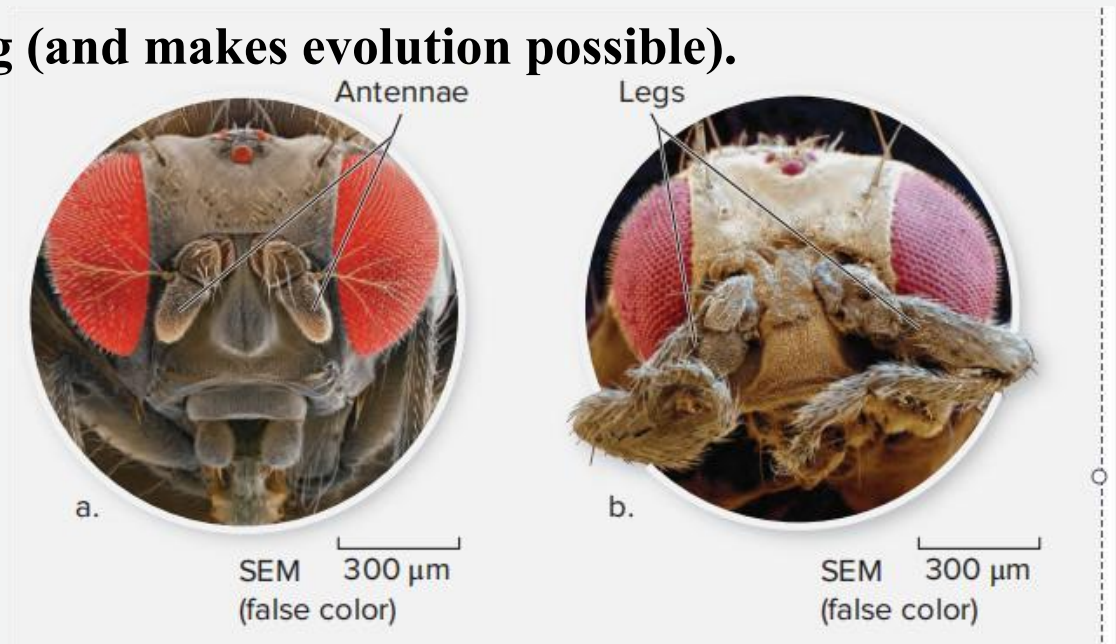 g (and makes evolution possible).
Antennae
Legs
a.
b.
SEM 300 µm
(false color)
SEM 300 µm
(false color)